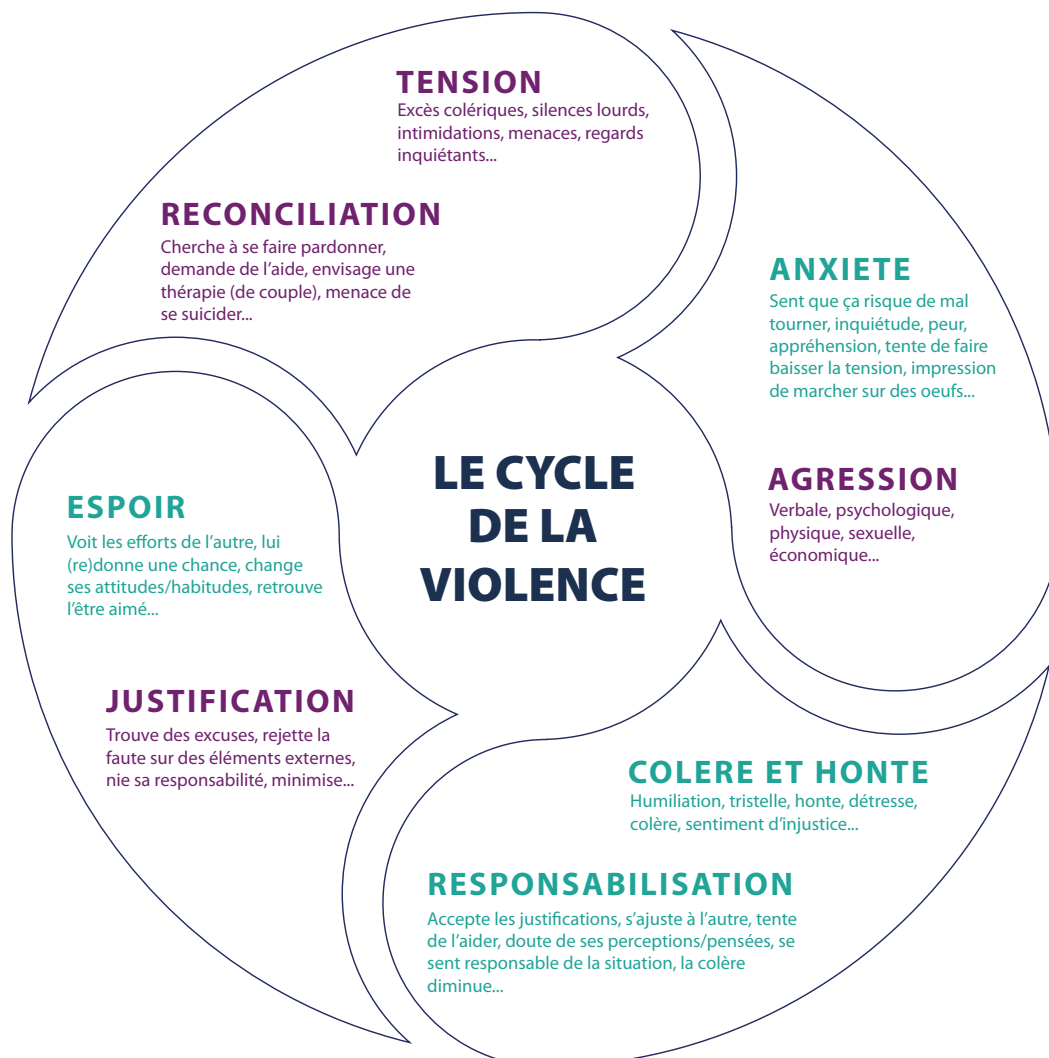 TENSION
Excès colériques, silences lourds,
intimidations, menaces, regards
inquiétants...
RECONCILIATION
Cherche à se faire pardonner,
demande de l'aide, envisage une
thérapie (de couple), menace de
se suicider...
ANXIETE
Sent que ça risque de mal
tourner, inquiétude, peur,
appréhension, tente de faire
baisser la tension, impression
de marcher sur des oeufs...
LE CYCLE
DE LA
VIOLENCE
AGRESSION
Verbale, psychologique,
physique, sexuelle,
économique...
ESPOIR
Voit les efforts de l'autre, lui
(re)donne une chance, change
ses attitudes/habitudes, retrouve
l'être aimé...
JUSTIFICATION
Trouve des excuses, rejette la
faute sur des éléments externes,
nie sa responsabilité, minimise...
COLERE ET HONTE
Humiliation, tristelle, honte, détresse,
colère, sentiment d'injustice...
RESPONSABILISATION
Accepte les justifications, s'ajuste à l'autre, tente
de l'aider, doute de ses perceptions/pensées, se
sent responsable de la situation, la colère
diminue...